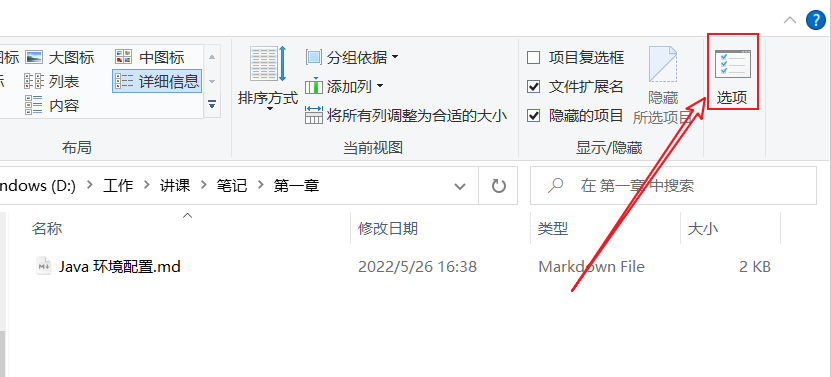 图标 大图标 中图标 分组依据 项目复选框
标 列表 详细信息 添加列 文件扩展名
内容 将所有列调整为合适的大小 隐藏的项目
排序方式
隐藏
所选项目
选项
布局 当前视图 显示/隐藏
ndows (D:) 工作 讲课 笔记 第一章 在 第一章 中搜索
名称 修改日期 类型 大小
Java 环境配置.md 2022/5/26 16:38 Markdown File 2 KB